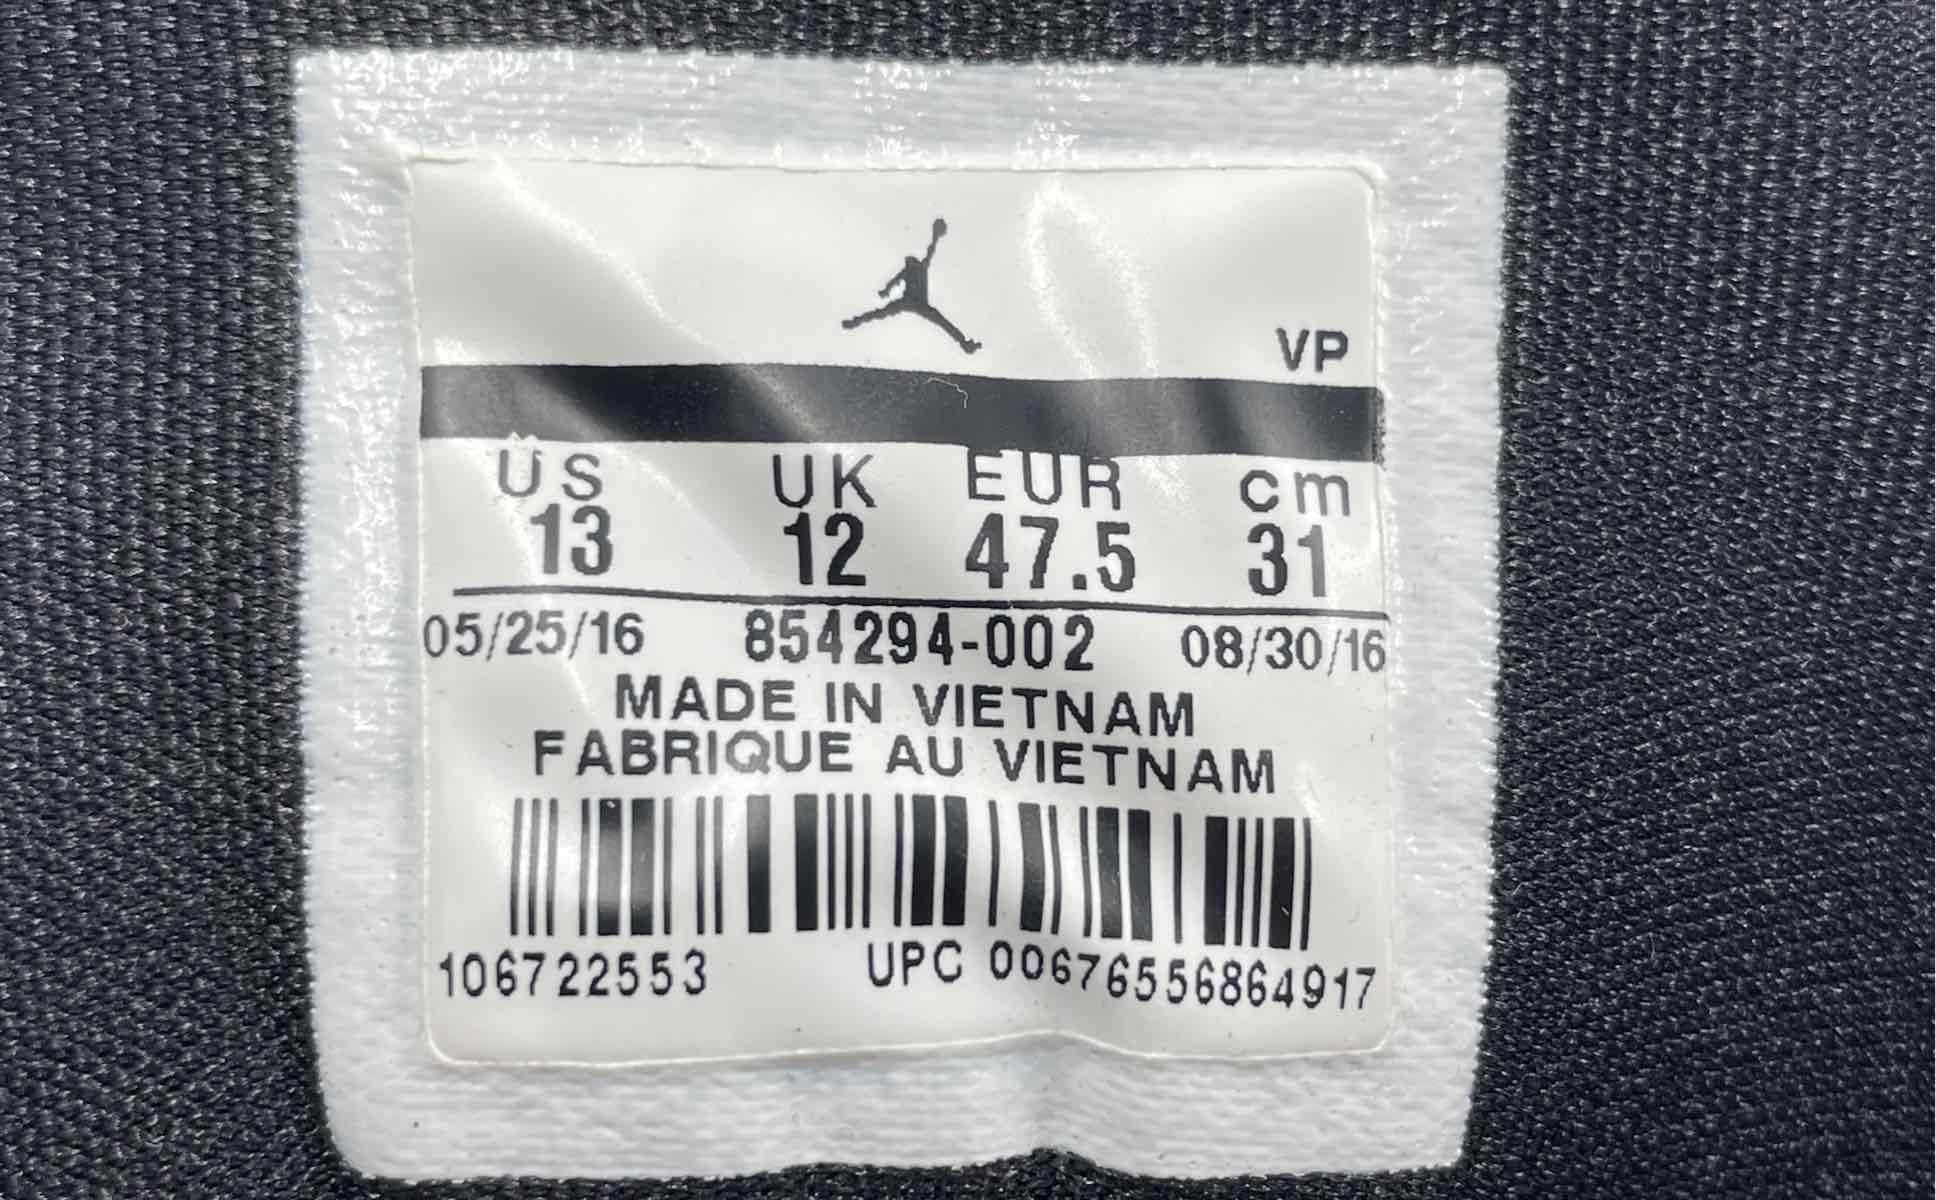 VP
US UK EUR cm
13 12 47.5 31
05/25/16 854294-002 08/30/16
MADE IN VIETNAM
FABRIQUE AU VIETNAM
106722553 UPC 00676556864917